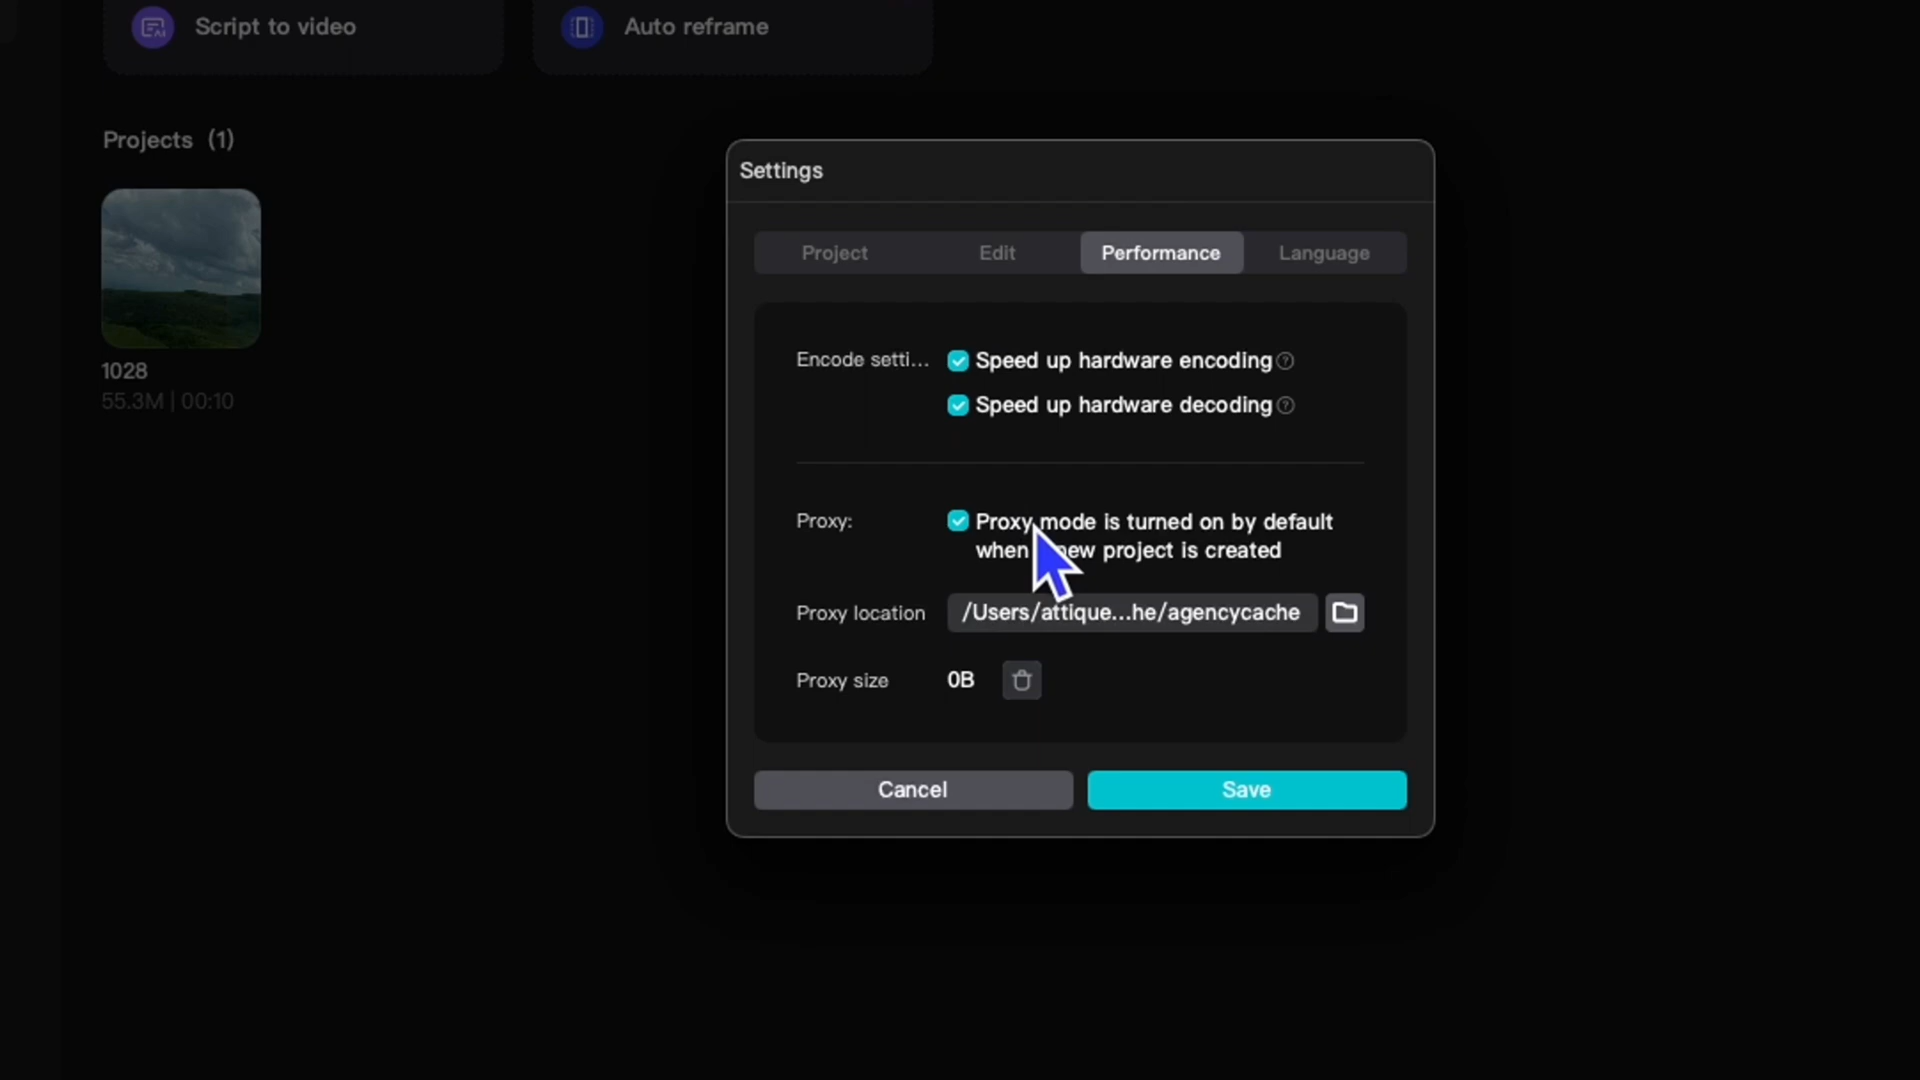 Script to video
Auto reframe
Projects (1)
1028
55.3M | 00:10
Settings
Project
Edit
Performance
Language
Encode setti...
Speed up hardware encoding
Speed up hardware decoding
Proxy:
Proxy mode is turned on by default
when new project is created
Proxy location
/Users/attique...he/agencycache
Proxy size
0B
Cancel
Save